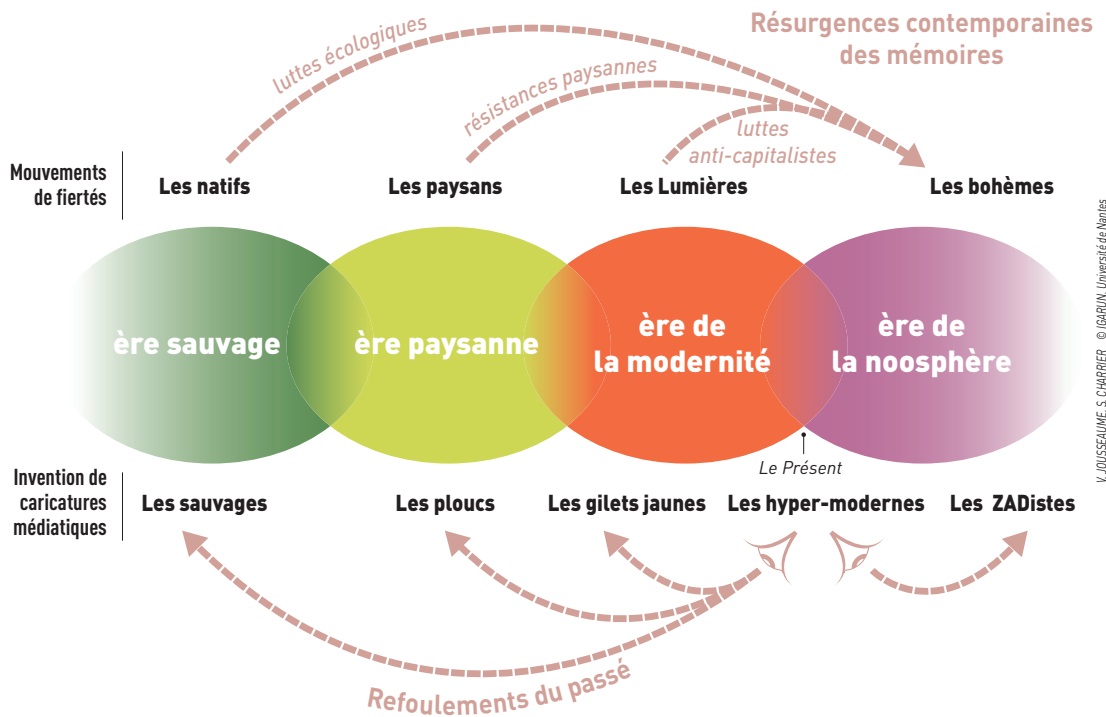 Résurgences contemporaines
des mémoires
luttes écologiques
résistances paysannes
luttes
anti-capitalistes
Mouvements
de fiertés
Les natifs
Les paysans
Les Lumières
Les bohèmes
ère sauvage
ère paysanne
ère de
la modernité
ère de
la noosphère
Le Présent
Invention de
caricatures
médiatiques
Les sauvages
Les ploucs
Les gilets jaunes
Les hyper-modernes
Les ZADistes
Refoulements du passé
V. JOUSSEAUME, S. CHARRIER © IGARUN, Université de Nantes